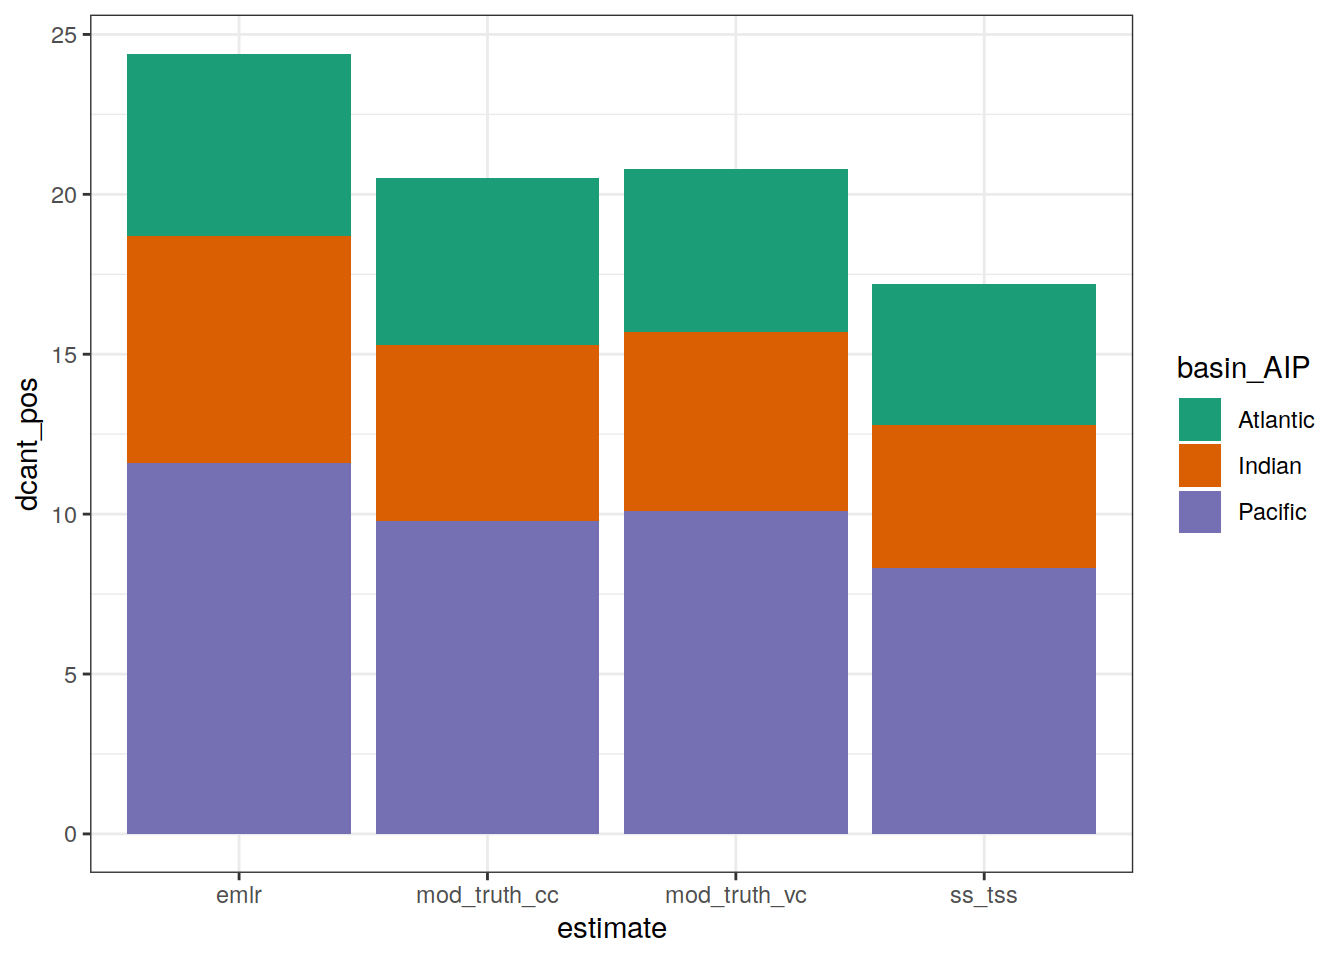 25
20
15
10
5
0
dcant_pos
emlr
mod_truth_cc
mod_truth_vc
ss_tss
estimate
basin_AIP
Atlantic
Indian
Pacific